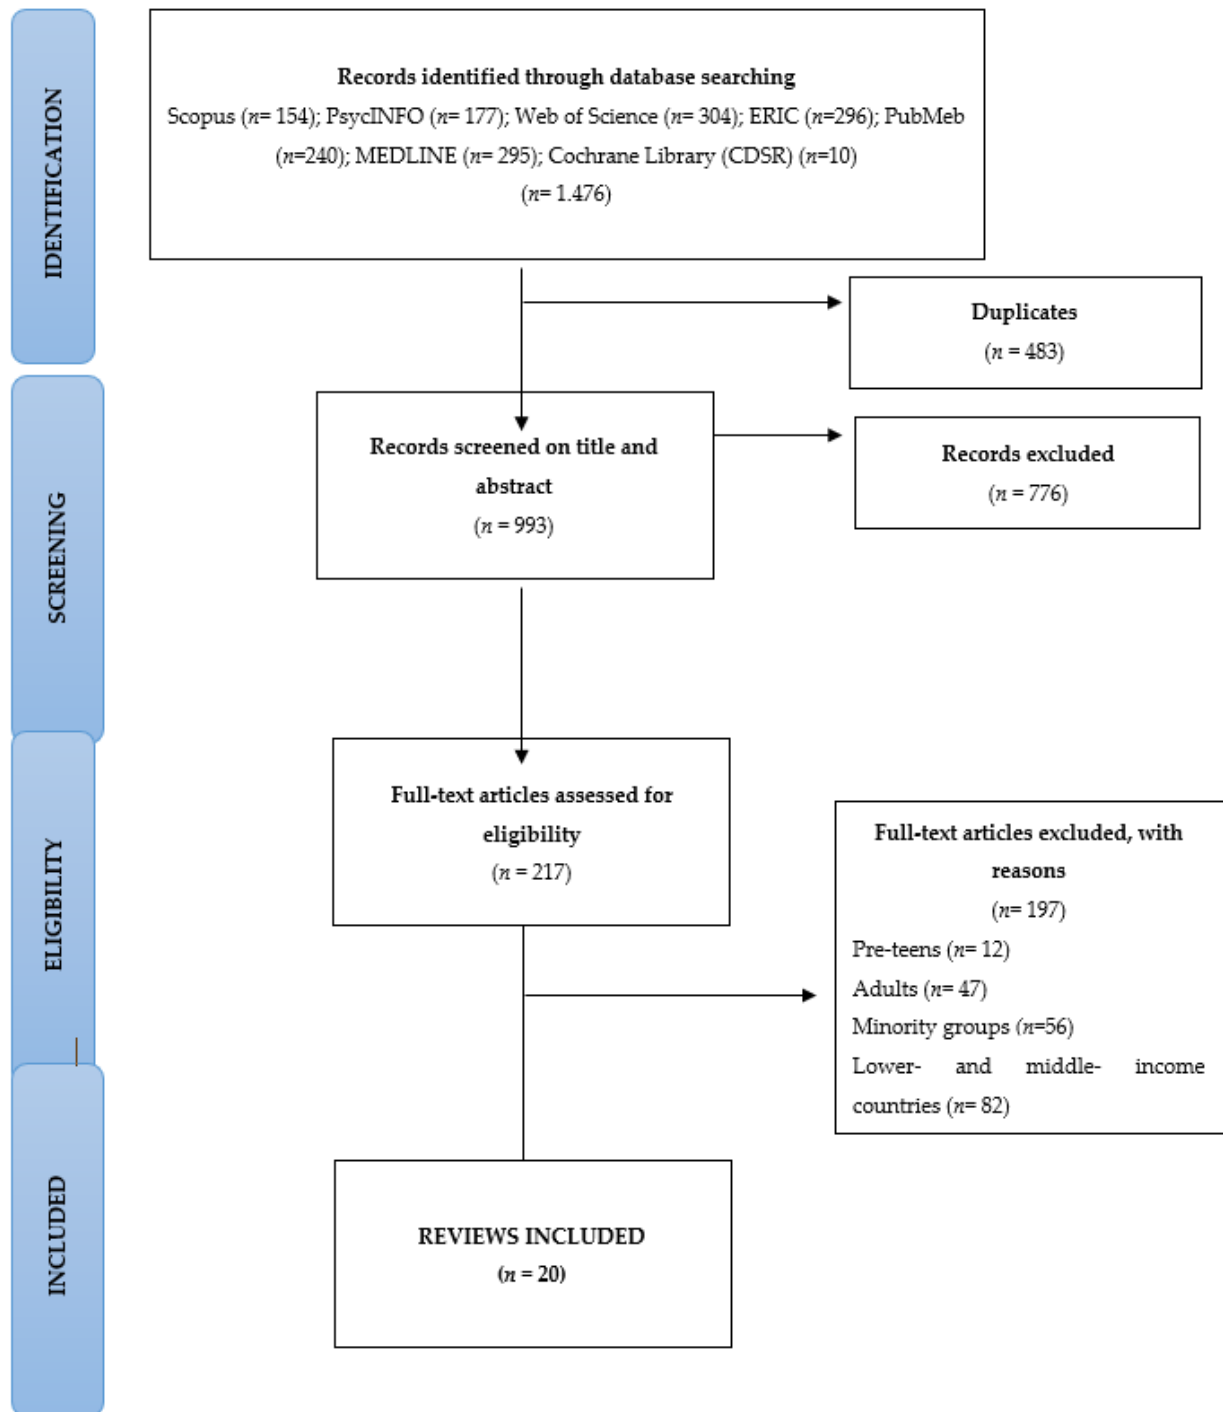 IDENTIFICATION
Records identified through database searching
Scopus (n= 154); PsycINFO (n= 177); Web of Science (n= 304); ERIC (n=296); PubMeb
(n=240); MEDLINE (n= 295); Cochrane Library (CDSR) (n=10)
(n= 1.476)
Duplicates
(n = 483)
SCREENING
Records screened on title and
abstract
(n = 993)
Records excluded
(n = 776)
ELIGIBILITY
Full-text articles assessed for
eligibility
(n = 217)
Full-text articles excluded, with
reasons
(n= 197)
Pre-teens (n= 12)
Adults (n= 47)
Minority groups (n=56)
Lower- and middle- income
countries (n= 82)
INCLUDED
REVIEWS INCLUDED
(n = 20)